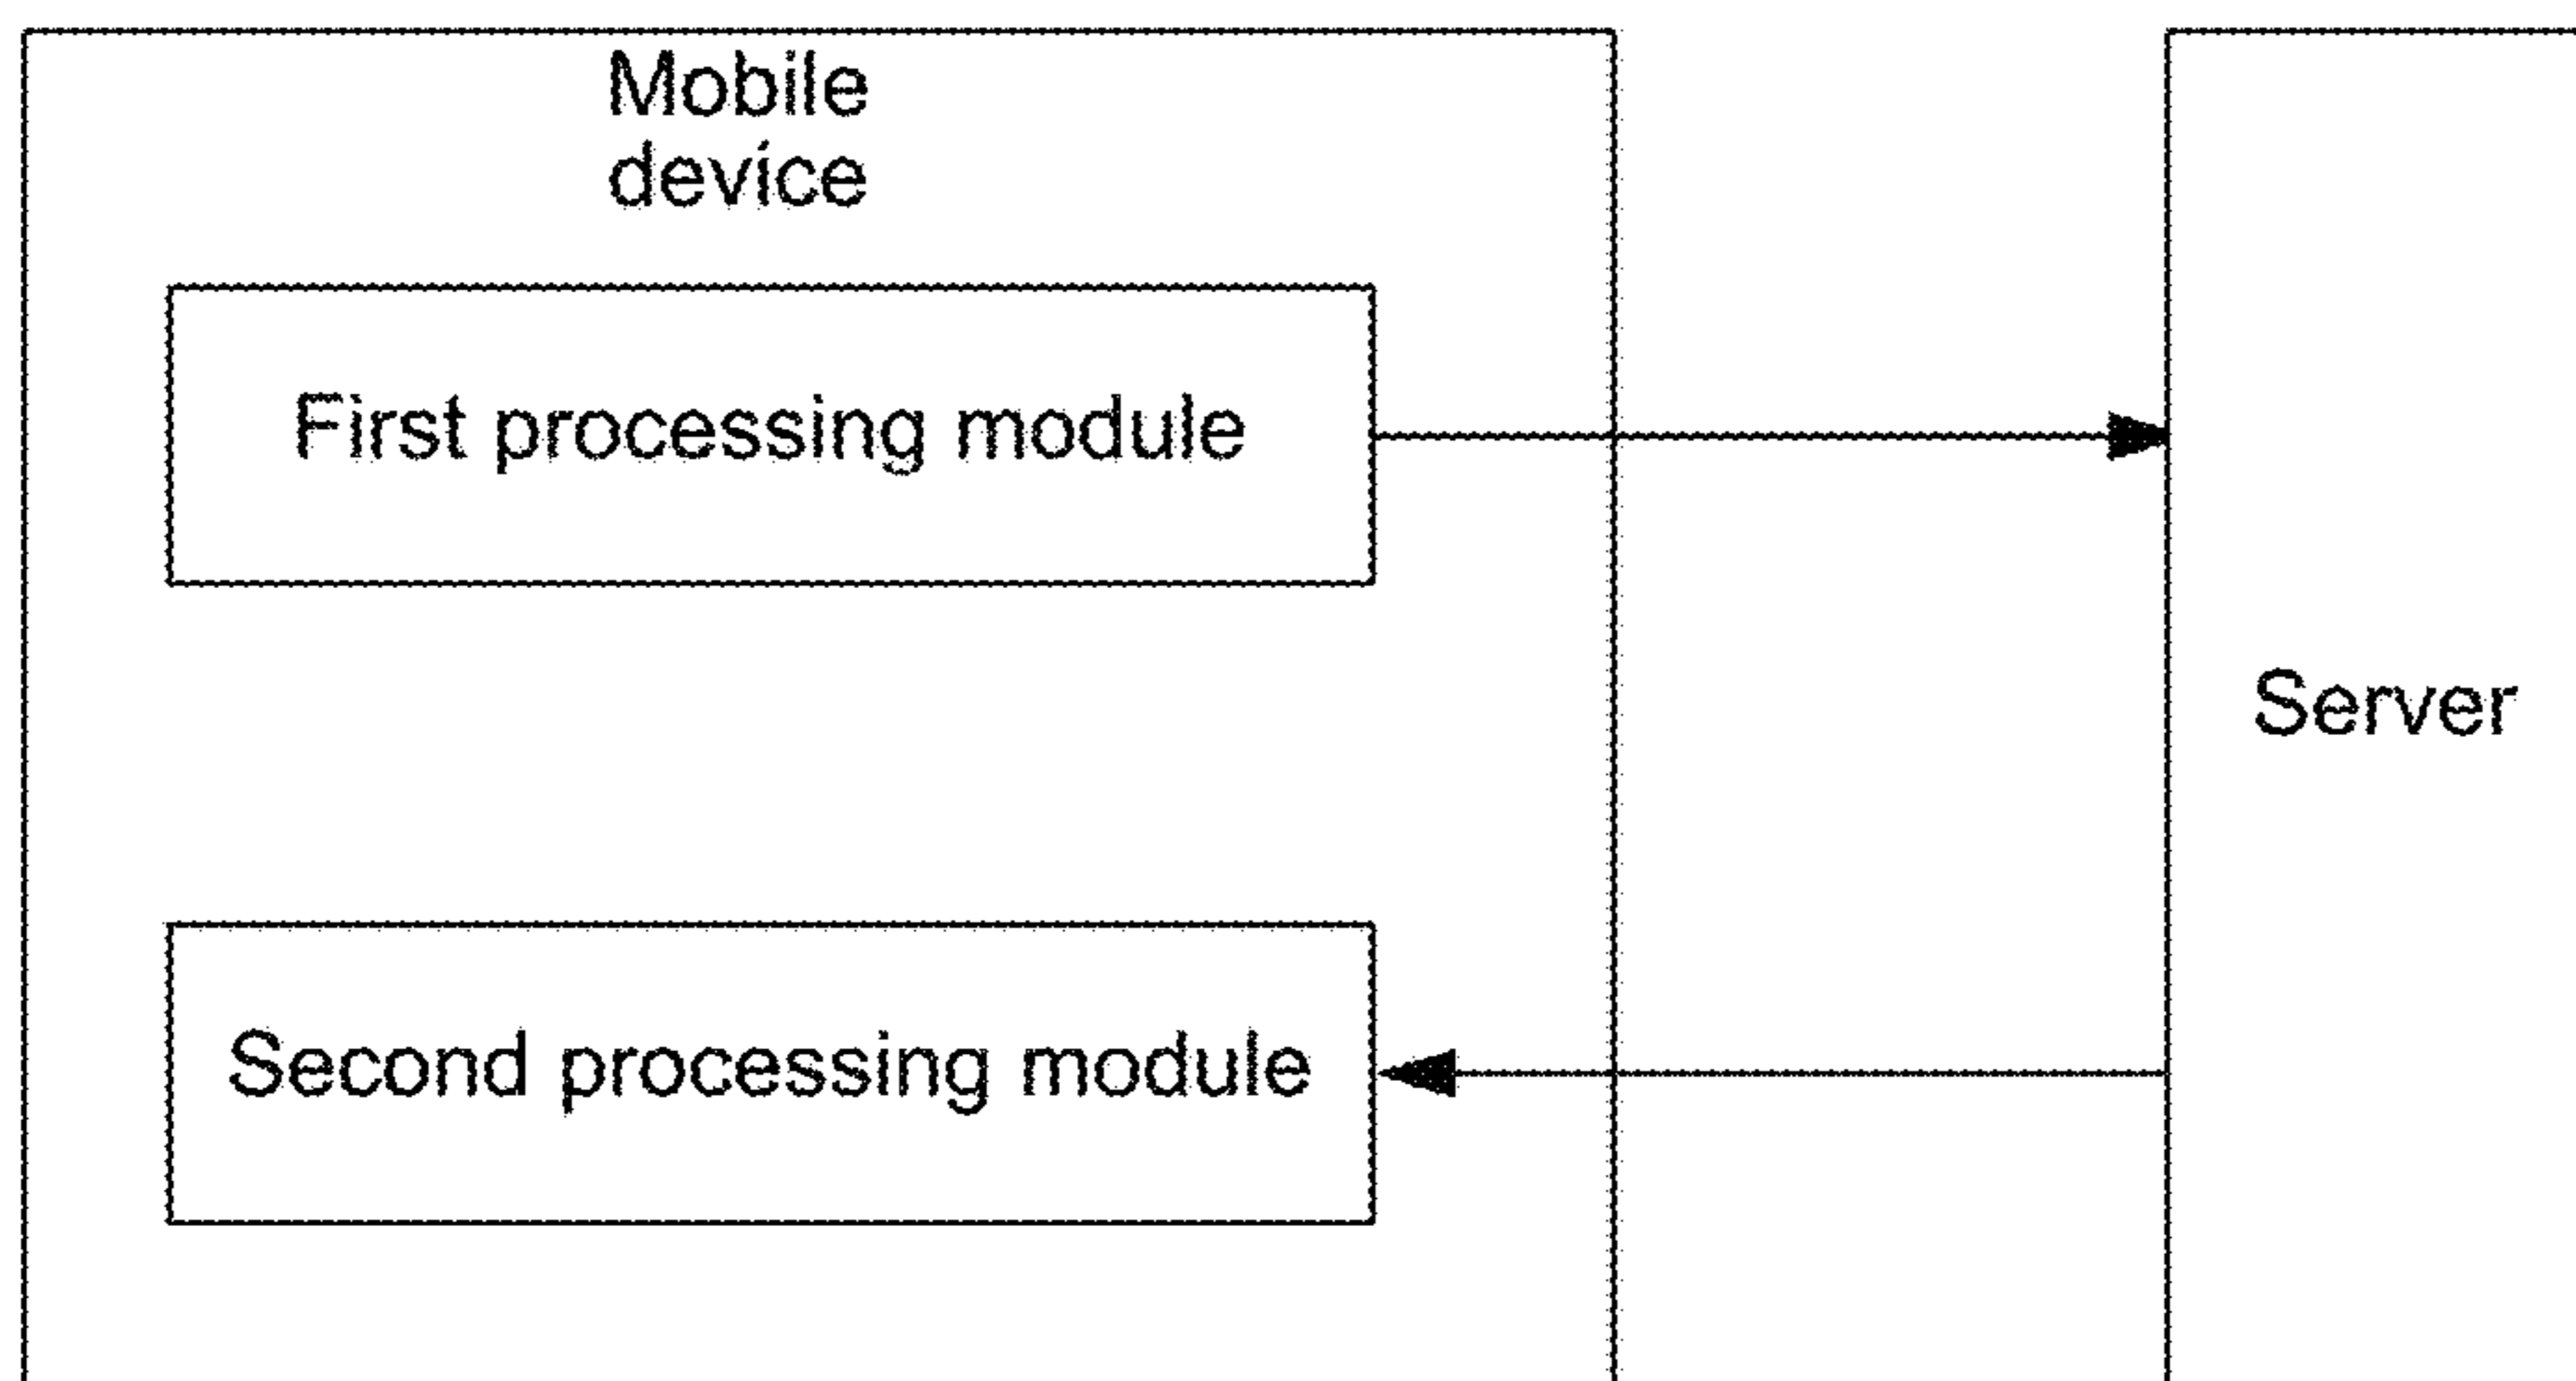 Mobile
device
First processing module
Server
Second processing module